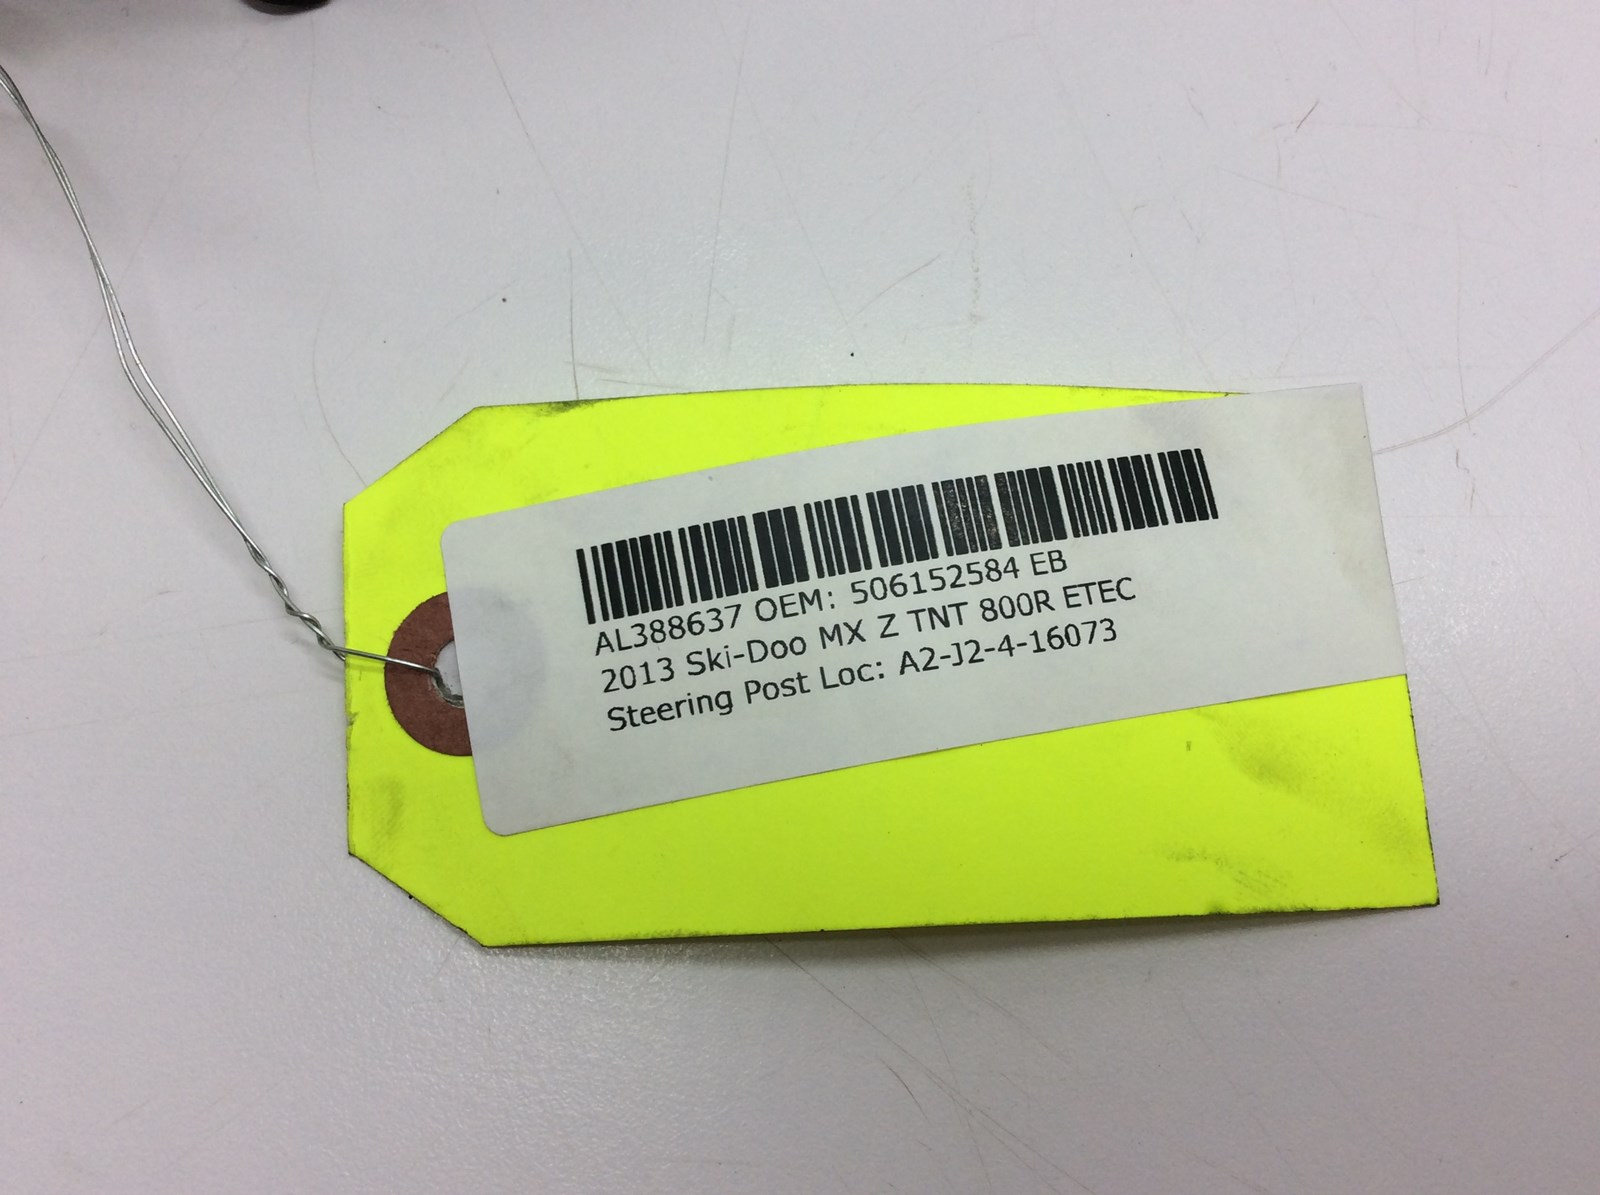 AL388637 OEM: 506152584 EB
2013 Ski-Doo MX Z TNT 800R ETEC
Steering Post Loc: A2-J2-4-16073